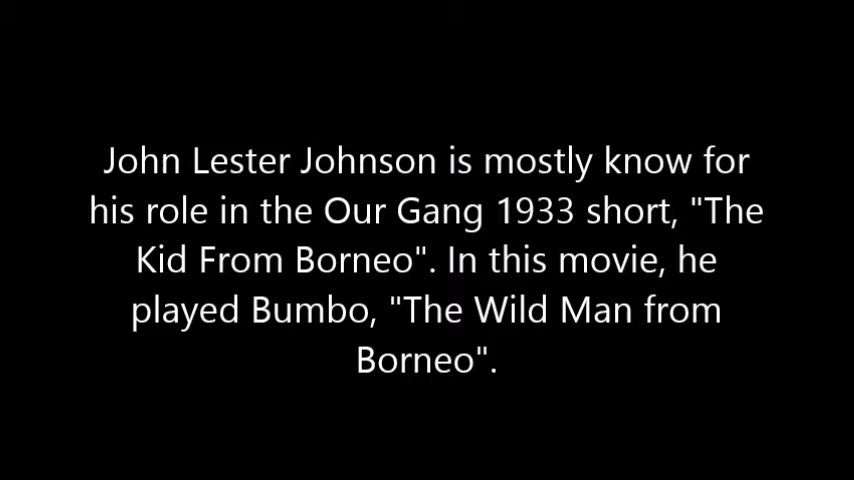 John Lester Johnson is mostly know for
his role in the Our Gang 1933 short, "The
Kid From Borneo". In this movie, he
played Bumbo, "The Wild Man from
Borneo".